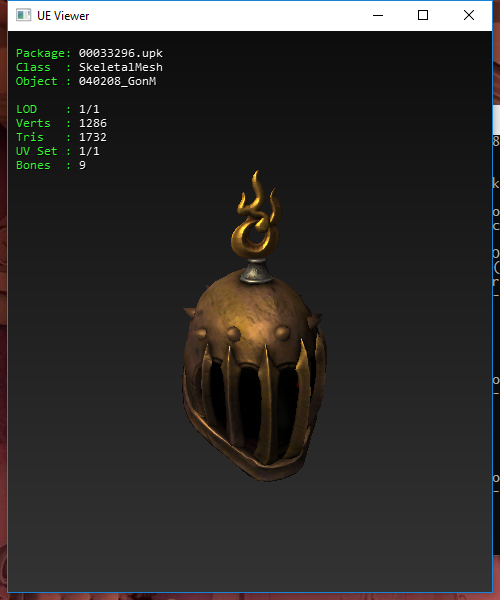 UE Viewer
Package: 00033296.upk
Class : SkeletalMesh
Object : 040208_GonM
LOD : 1/1
Verts : 1286
Tris : 1732
UV Set : 1/1
Bones : 9